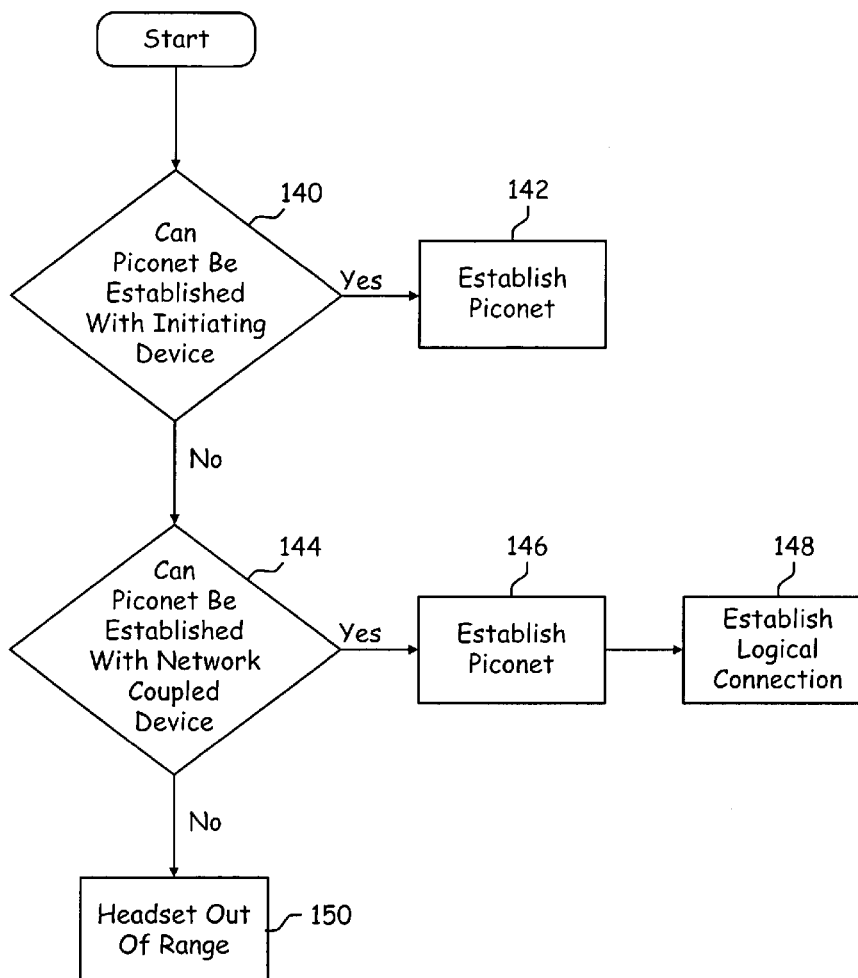 Start
140
Can
Piconet Be
Established
With Initiating
Device
Yes
142
Establish
Piconet
No
144
Can
Piconet Be
Established
With Network
Coupled
Device
Yes
146
Establish
Piconet
148
Establish
Logical
Connection
No
Headset Out
Of Range
150